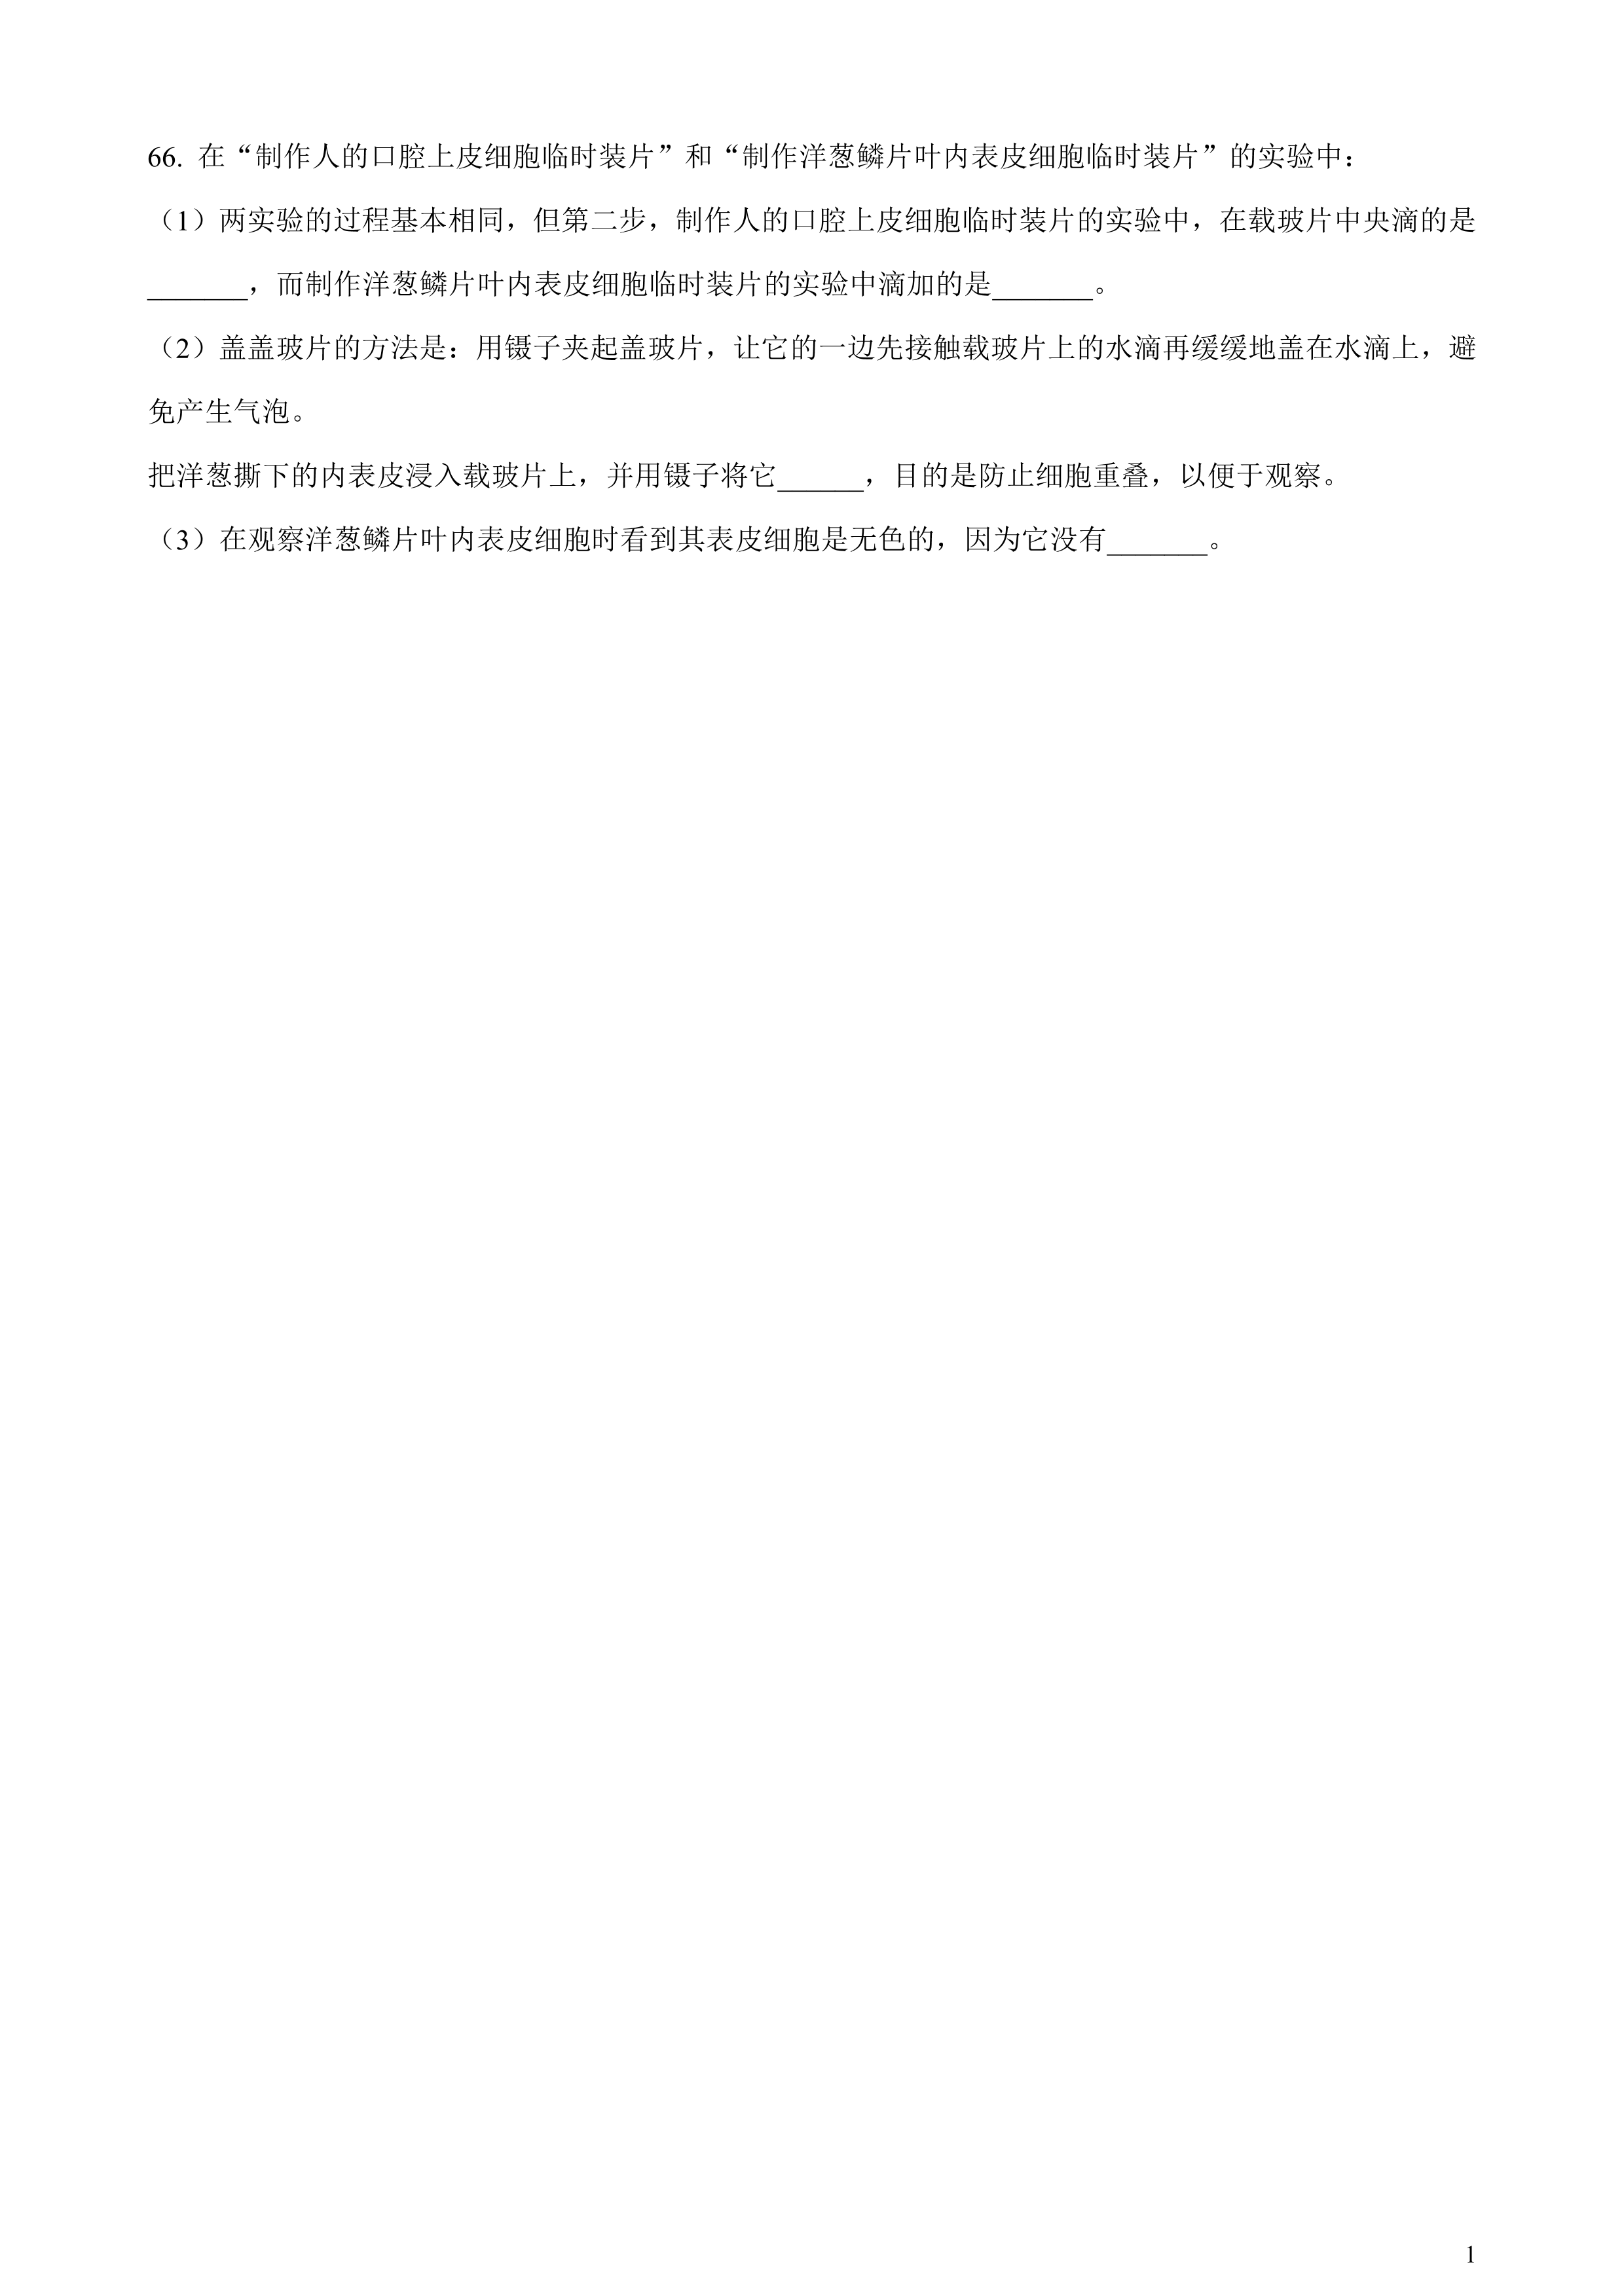 66. 在“制作人的口腔上皮细胞临时装片”和“制作洋葱鳞片叶内表皮细胞临时装片”的实验中：
（1）两实验的过程基本相同，但第二步，制作人的口腔上皮细胞临时装片的实验中，在载玻片中央滴的是
_______，而制作洋葱鳞片叶内表皮细胞临时装片的实验中滴加的是_______。
（2）盖盖玻片的方法是：用镊子夹起盖玻片，让它的一边先接触载玻片上的水滴再缓缓地盖在水滴上，避
免产生气泡。
把洋葱撕下的内表皮浸入载玻片上，并用镊子将它______，目的是防止细胞重叠，以便于观察。
（3）在观察洋葱鳞片叶内表皮细胞时看到其表皮细胞是无色的，因为它没有_______。
1